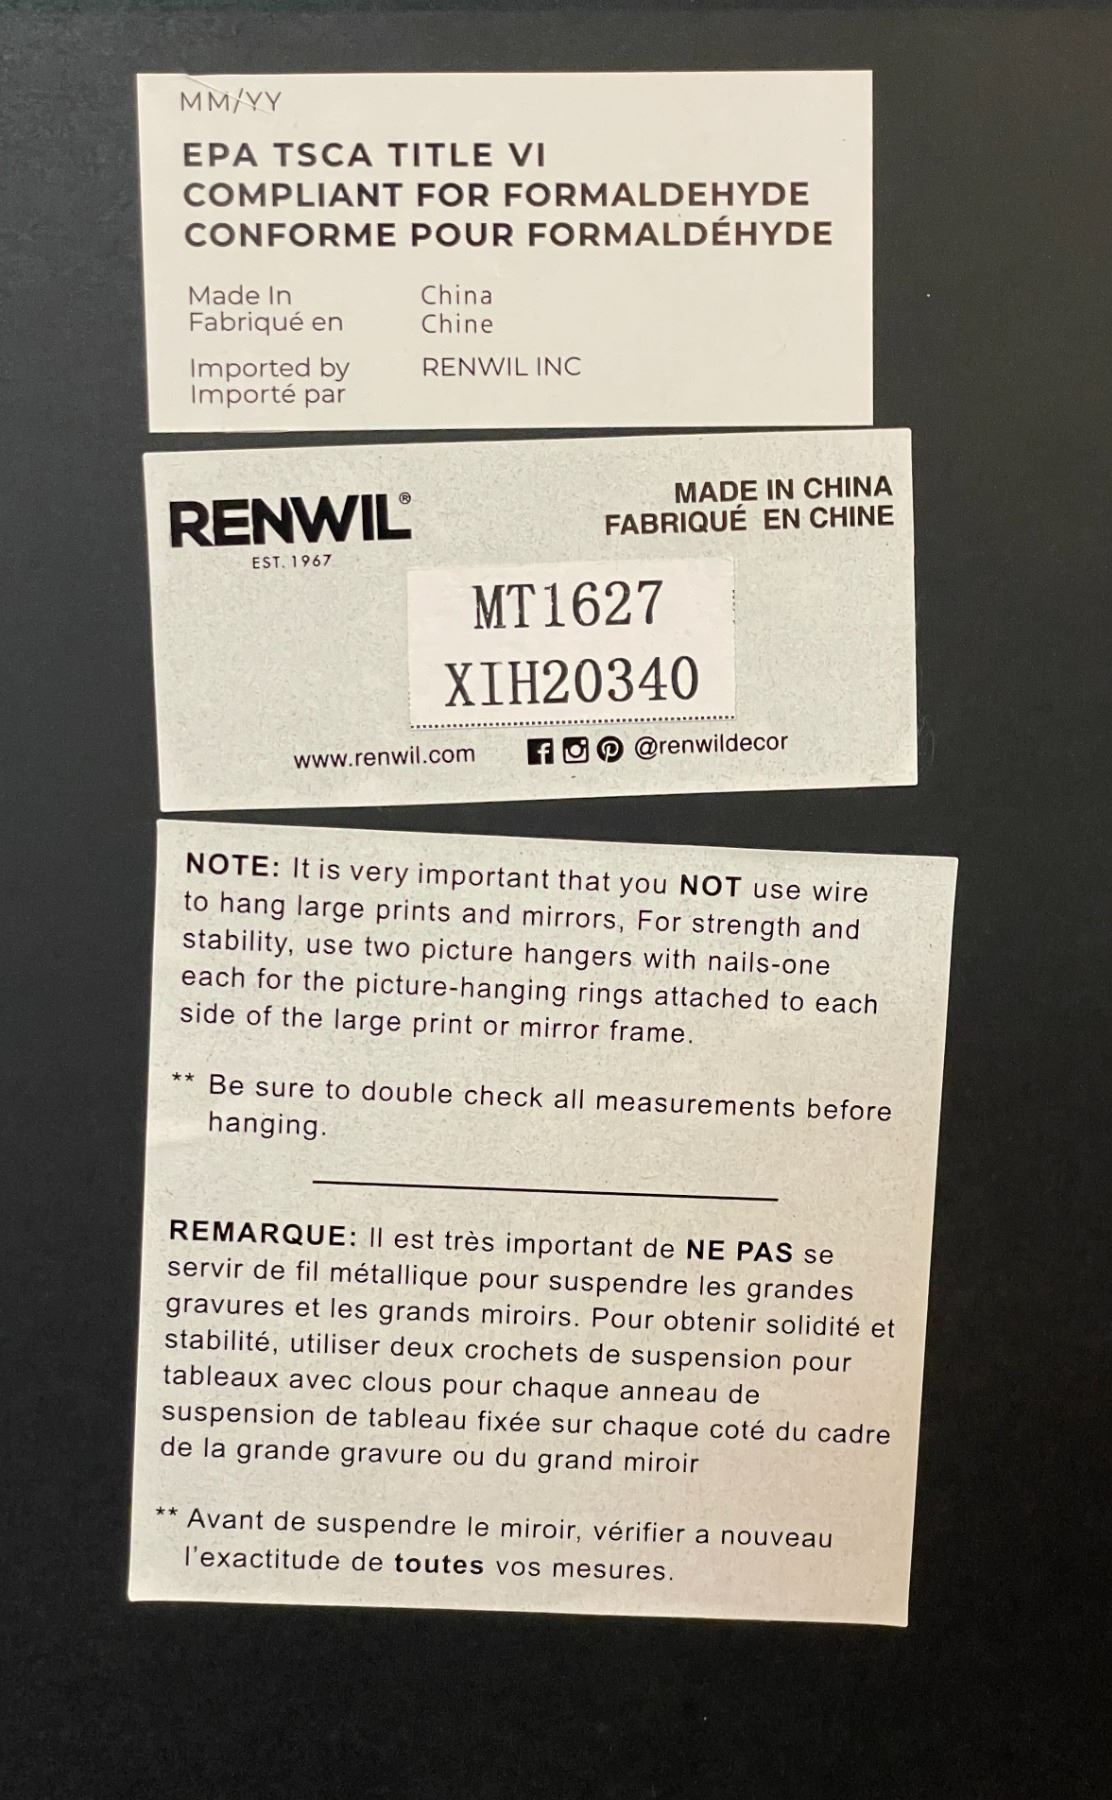 MM/YY
EPA TSCA TITLE VI
COMPLIANT FOR FORMALDEHYDE
CONFORME POUR FORMALDÉHYDE
Made In China
Fabriqué en Chine
Imported by RENWIL INC
Importé par
RENWIL®
EST. 1967
MADE IN CHINA
FABRIQUÉ EN CHINE
MT1627
XIH20340
www.renwil.com @renwildecor
NOTE: It is very important that you NOT use wire
to hang large prints and mirrors, For strength and
stability, use two picture hangers with nails-one
each for the picture-hanging rings attached to each
side of the large print or mirror frame.
** Be sure to double check all measurements before
hanging.
REMARQUE: Il est très important de NE PAS se
servir de fil métallique pour suspendre les grandes
gravures et les grands miroirs. Pour obtenir solidité et
stabilité, utiliser deux crochets de suspension pour
tableaux avec clous pour chaque anneau de
suspension de tableau fixée sur chaque coté du cadre
de la grande gravure ou du grand miroir
** Avant de suspendre le miroir, vérifier a nouveau
l'exactitude de toutes vos mesures.